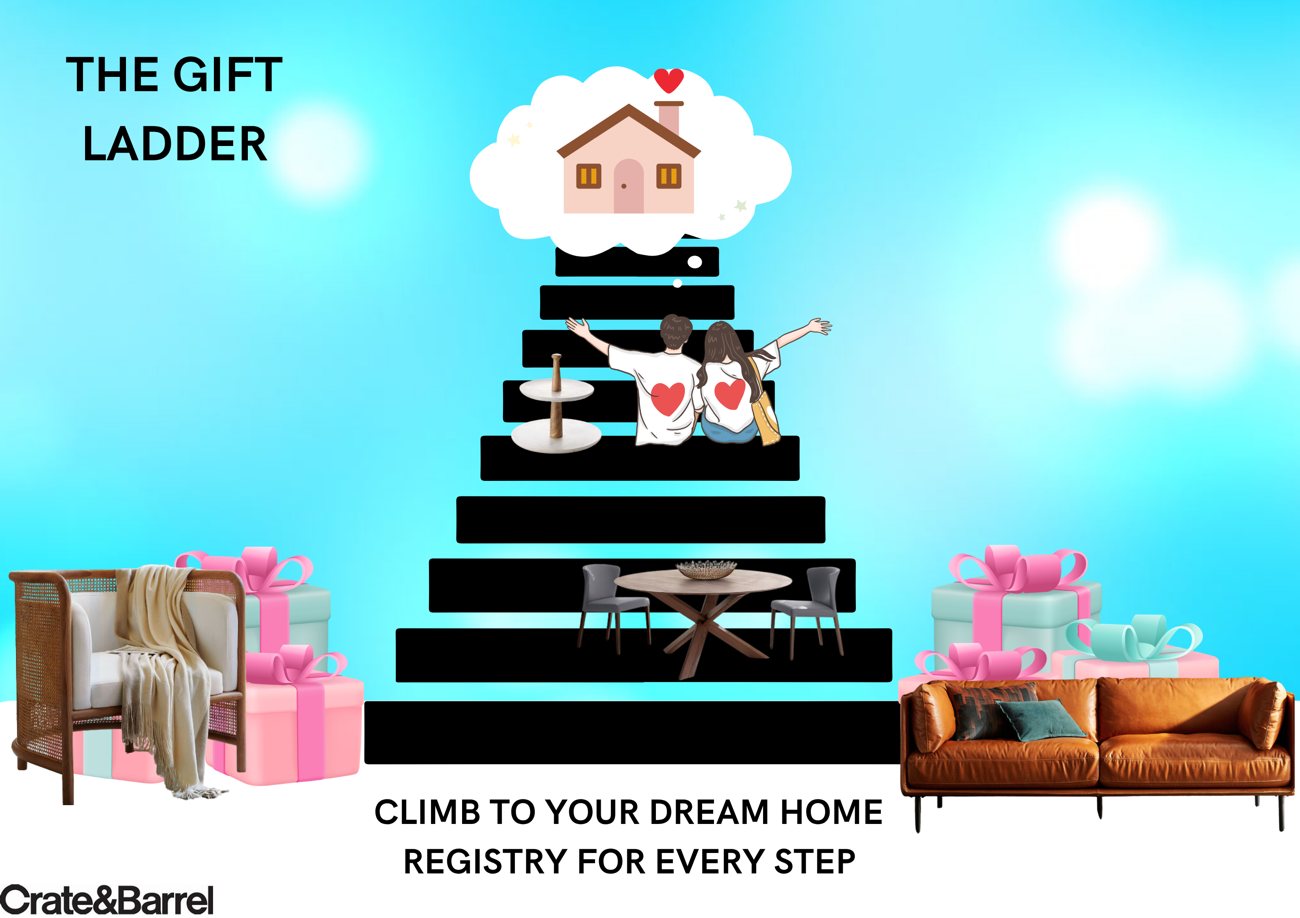 THE GIFT
LADDER
CLIMB TO YOUR DREAM HOME
REGISTRY FOR EVERY STEP
Crate&Barrel